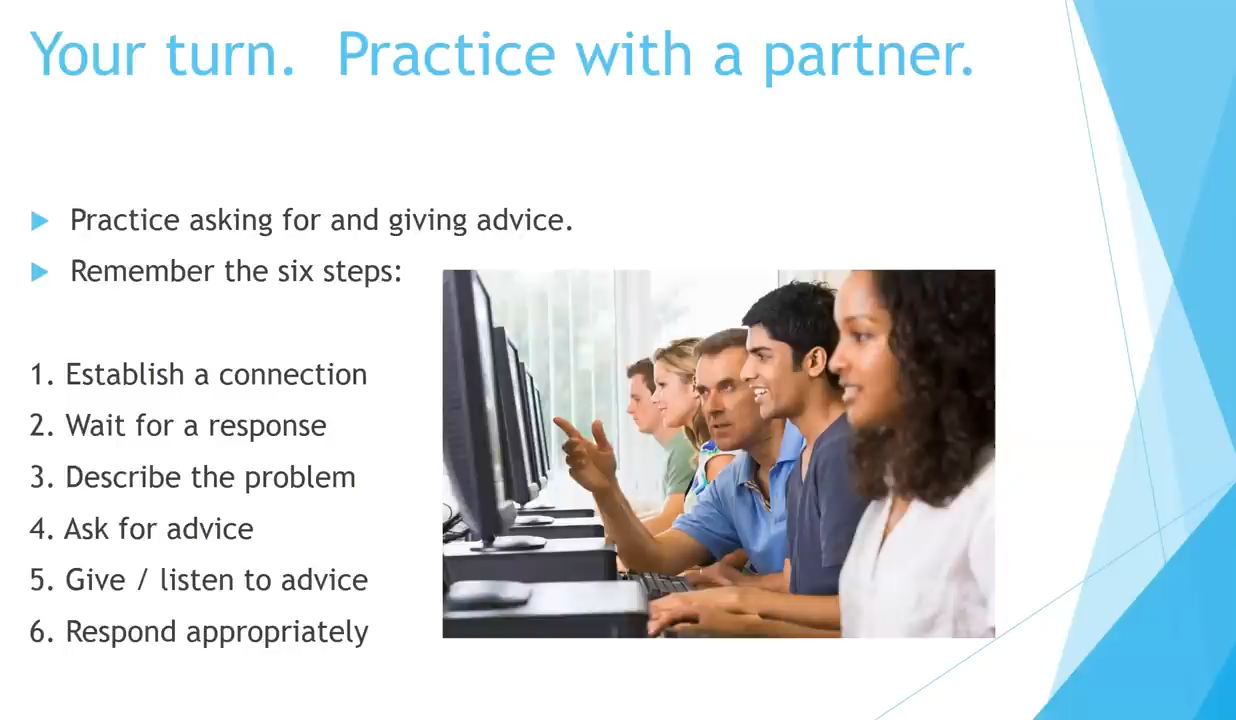 Your turn.  Practice with a partner.
Practice asking for and giving advice.
Remember the six steps:
1. Establish a connection
2. Wait for a response
3. Describe the problem
4. Ask for advice
5. Give / listen to advice
6. Respond appropriately